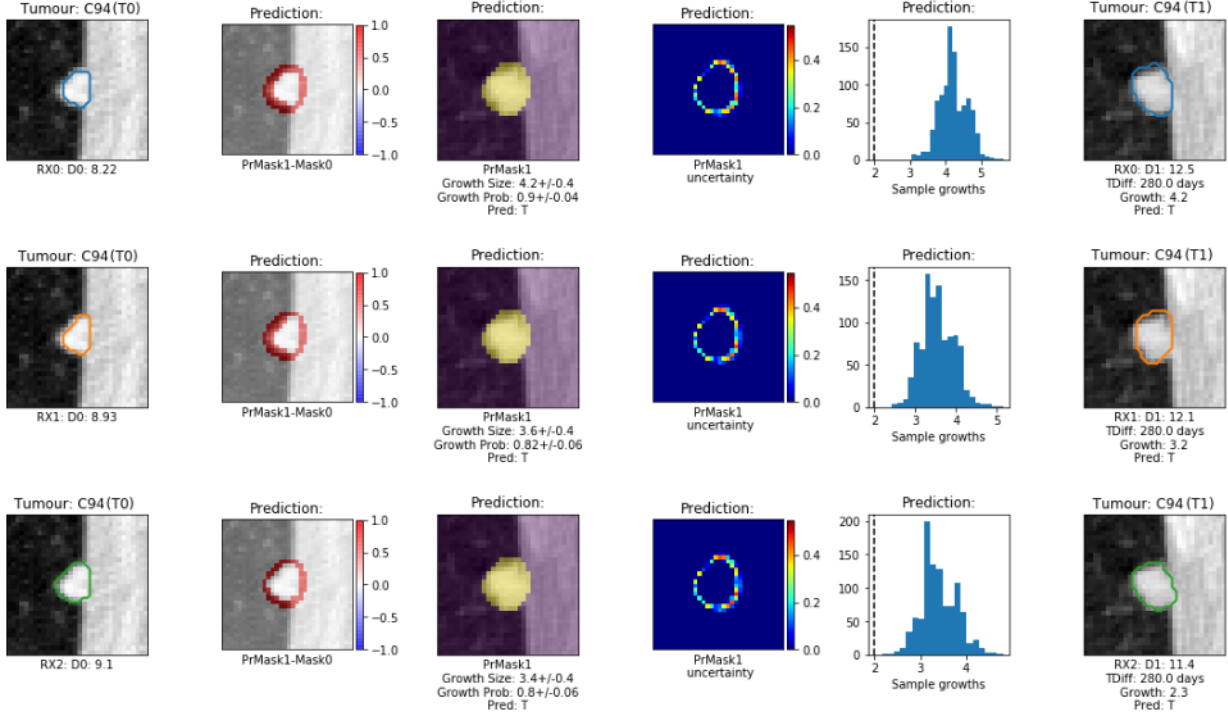 Tumour: C94(T0)
Prediction:
Prediction:
Prediction:
Prediction:
Tumour: C94(T1)
1.0
0.5
0.0
−0.5
−1.0
0.4
0.2
0.0
150
100
50
0
2 3 4 5
RX0: D0: 8.22
PrMask1-Mask0
PrMask1
Growth Size: 4.2+/-0.4
Growth Prob: 0.9+/-0.04
Pred: T
PrMask1
uncertainty
Sample growths
RX0: D1: 12.5
TDiff: 280.0 days
Growth: 4.2
Pred: T
Tumour: C94(T0)
Prediction:
Prediction:
Prediction:
Prediction:
Tumour: C94(T1)
1.0
0.5
0.0
−0.5
−1.0
0.4
0.2
0.0
150
100
50
0
2 3 4 5
RX1: D0: 8.93
PrMask1-Mask0
PrMask1
Growth Size: 3.6+/-0.4
Growth Prob: 0.82+/-0.06
Pred: T
PrMask1
uncertainty
Sample growths
RX1: D1: 12.1
TDiff: 280.0 days
Growth: 3.2
Pred: T
Tumour: C94(T0)
Prediction:
Prediction:
Prediction:
Prediction:
Tumour: C94(T1)
1.0
0.5
0.0
−0.5
−1.0
0.4
0.2
0.0
200
150
100
50
0
2 3 4
RX2: D0: 9.1
PrMask1-Mask0
PrMask1
Growth Size: 3.4+/-0.4
Growth Prob: 0.8+/-0.06
Pred: T
PrMask1
uncertainty
Sample growths
RX2: D1: 11.4
TDiff: 280.0 days
Growth: 2.3
Pred: T